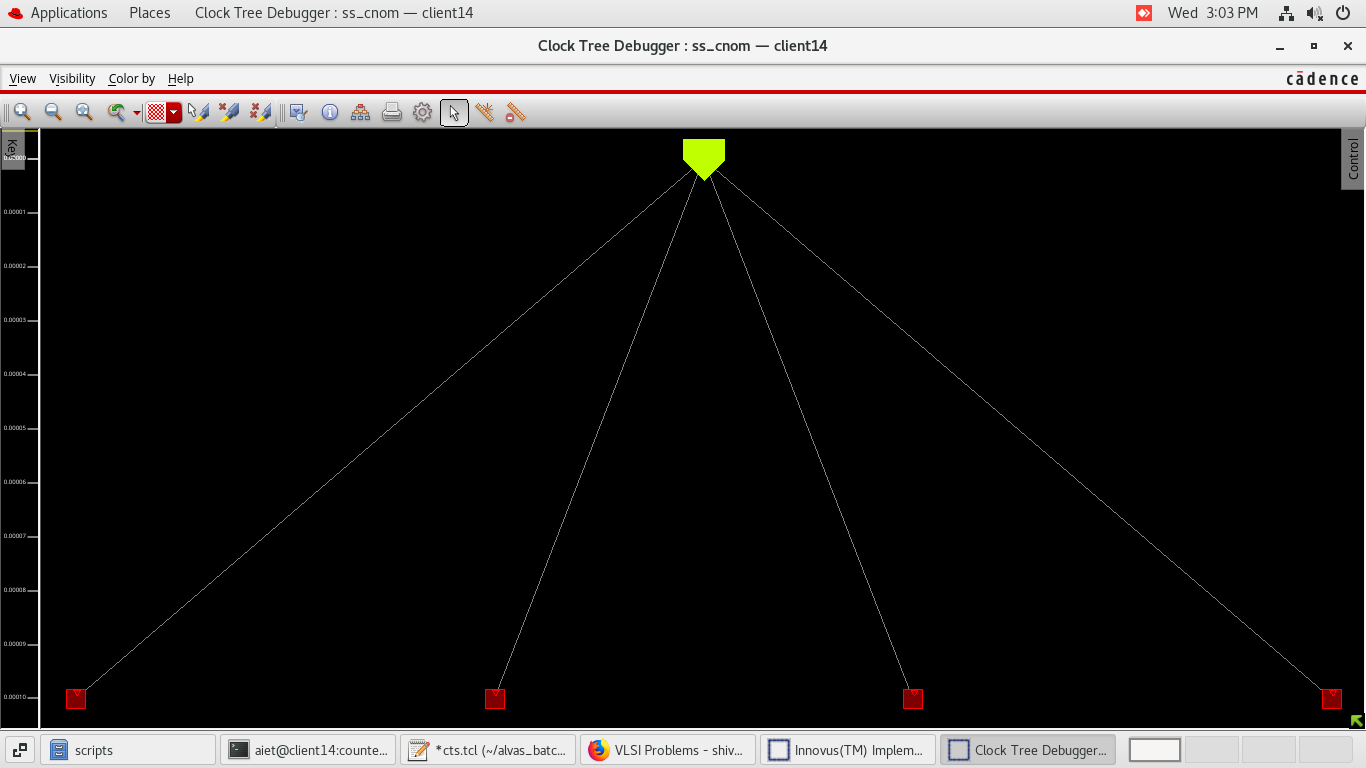 Applications Places Clock Tree Debugger : ss_cnom — client14 Wed 3:03 PM
Clock Tree Debugger : ss_cnom — client14
View Visibility Color by Help cādence
Key
0.00000
0.00001
0.00002
0.00003
0.00004
0.00005
0.00006
0.00007
0.00008
0.00009
0.00010
Control
scripts aiet@client14:counte... *cts.tcl (~/alvas_batc... VLSI Problems - shiv... Innovus(TM) Implem... Clock Tree Debugger...